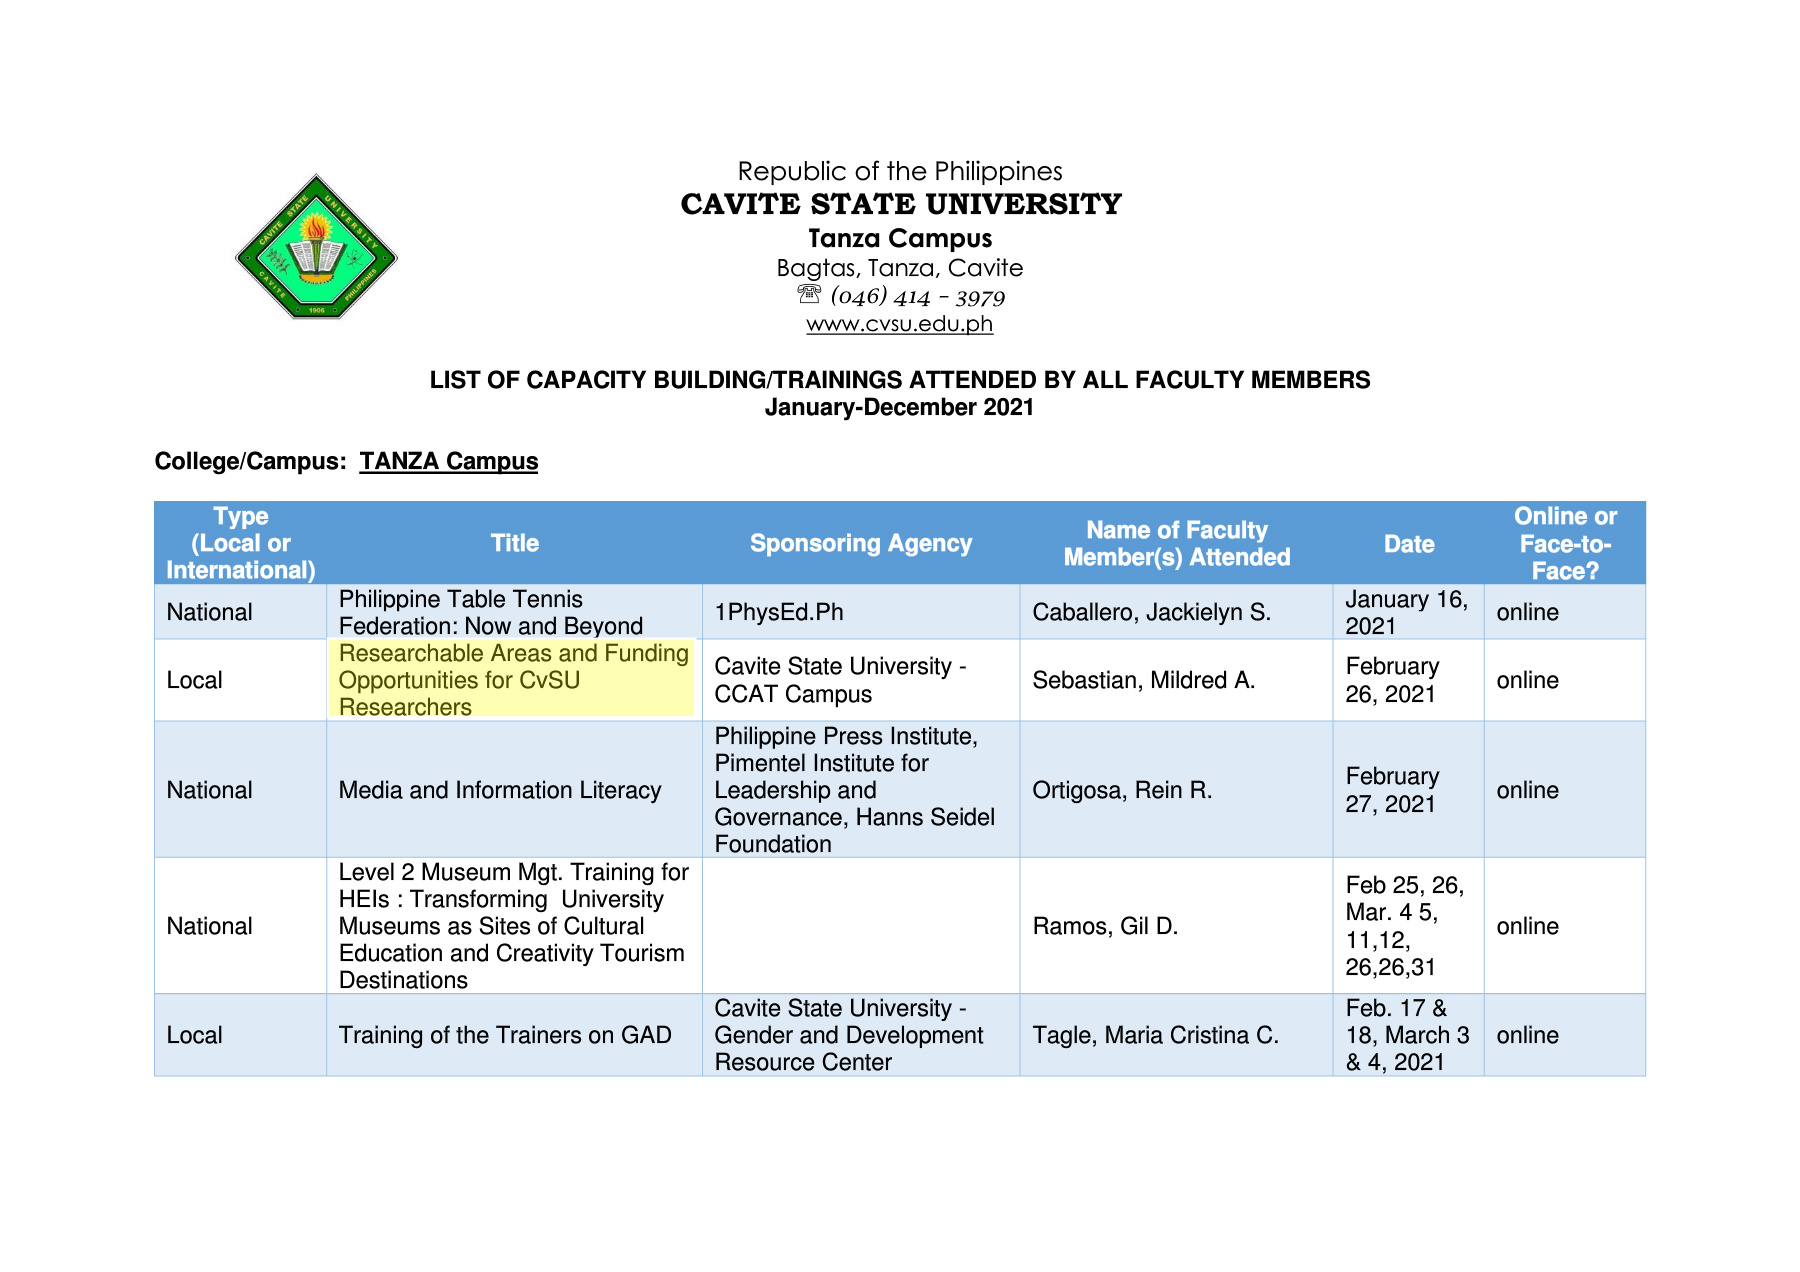 CAVITE STATE UNIVERSITY
CAVITE PHILIPPINES
1906
Republic of the Philippines
CAVITE STATE UNIVERSITY
Tanza Campus
Bagtas, Tanza, Cavite
☏ (046) 414 - 3979
www.cvsu.edu.ph
LIST OF CAPACITY BUILDING/TRAININGS ATTENDED BY ALL FACULTY MEMBERS
January-December 2021
College/Campus: TANZA Campus
Type
(Local or
International)
Title
Sponsoring Agency
Name of Faculty
Member(s) Attended
Date
Online or
Face-to-
Face?
National
Philippine Table Tennis
Federation: Now and Beyond
1PhysEd.Ph
Caballero, Jackielyn S.
January 16,
2021
online
Local
Researchable Areas and Funding
Opportunities for CvSU
Researchers
Cavite State University -
CCAT Campus
Sebastian, Mildred A.
February
26, 2021
online
National
Media and Information Literacy
Philippine Press Institute,
Pimentel Institute for
Leadership and
Governance, Hanns Seidel
Foundation
Ortigosa, Rein R.
February
27, 2021
online
National
Level 2 Museum Mgt. Training for
HEIs : Transforming  University
Museums as Sites of Cultural
Education and Creativity Tourism
Destinations
Ramos, Gil D.
Feb 25, 26,
Mar. 4 5,
11,12,
26,26,31
online
Local
Training of the Trainers on GAD
Cavite State University -
Gender and Development
Resource Center
Tagle, Maria Cristina C.
Feb. 17 &
18, March 3
& 4, 2021
online